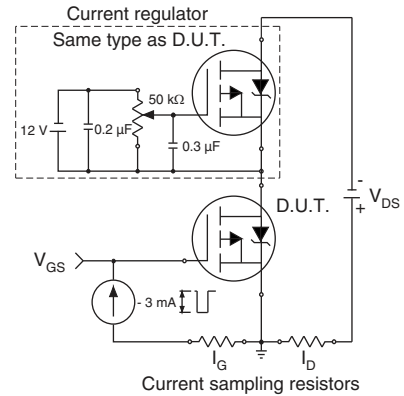 Current regulator
Same type as D.U.T.
50 kΩ
12 V
0.2 µF
0.3 µF
-
+
V_DS
D.U.T.
V_GS
- 3 mA
I_G
I_D
Current sampling resistors